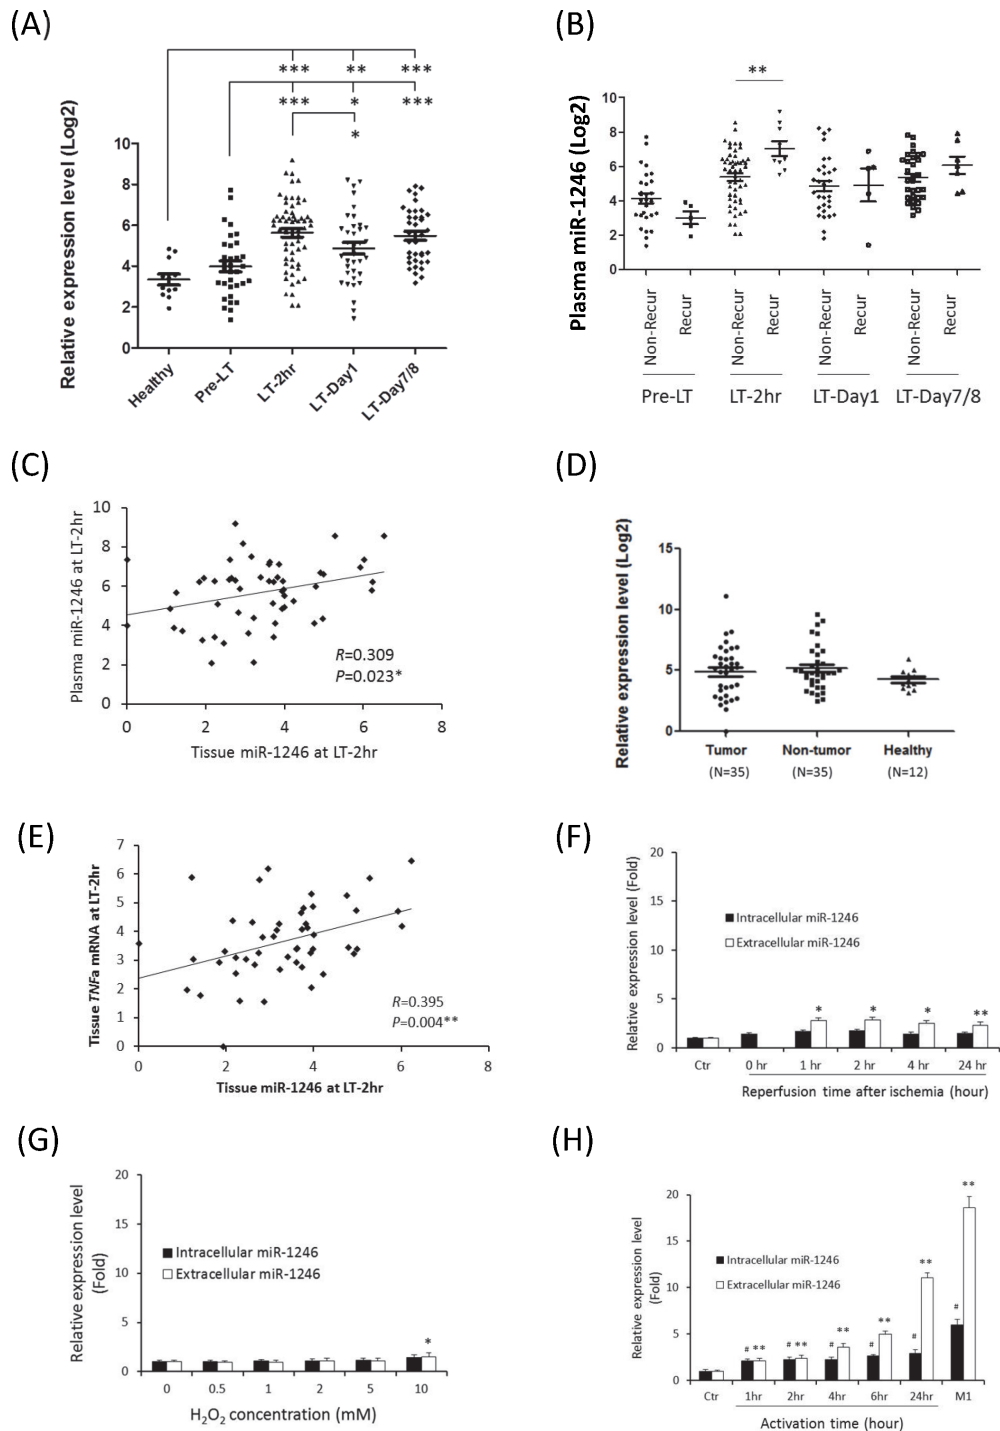 (A)
Relative expression level (Log2)
***
**
***
***
*
***
*
10
8
6
4
2
0
Healthy
Pre-LT
LT-2hr
LT-Day1
LT-Day7/8
(B)
Plasma miR-1246 (Log2)
**
10
8
6
4
2
0
Non-Recur
Recur
Non-Recur
Recur
Non-Recur
Recur
Non-Recur
Recur
Pre-LT
LT-2hr
LT-Day1
LT-Day7/8
(C)
Plasma miR-1246 at LT-2hr
10
8
6
4
2
0
R=0.309
P=0.023*
0 2 4 6 8
Tissue miR-1246 at LT-2hr
(D)
Relative expression level (Log2)
15
10
5
0
Tumor Non-tumor Healthy
(N=35) (N=35) (N=12)
(E)
Tissue TNFa mRNA at LT-2hr
7
6
5
4
3
2
1
0
R=0.395
P=0.004**
0 2 4 6 8
Tissue miR-1246 at LT-2hr
(F)
Relative expression level (Fold)
20
15
10
5
0
Intracellular miR-1246
Extracellular miR-1246
* * * **
Ctr 0 hr 1 hr 2 hr 4 hr 24 hr
Reperfusion time after ischemia (hour)
(G)
Relative expression level
(Fold)
20
15
10
5
0
Intracellular miR-1246
Extracellular miR-1246
*
0 0.5 1 2 5 10
H₂O₂ concentration (mM)
(H)
Relative expression level
(Fold)
20
15
10
5
0
Intracellular miR-1246
Extracellular miR-1246
# ** # ** # ** # ** # ** # **
Ctr 1hr 2hr 4hr 6hr 24hr M1
Activation time (hour)